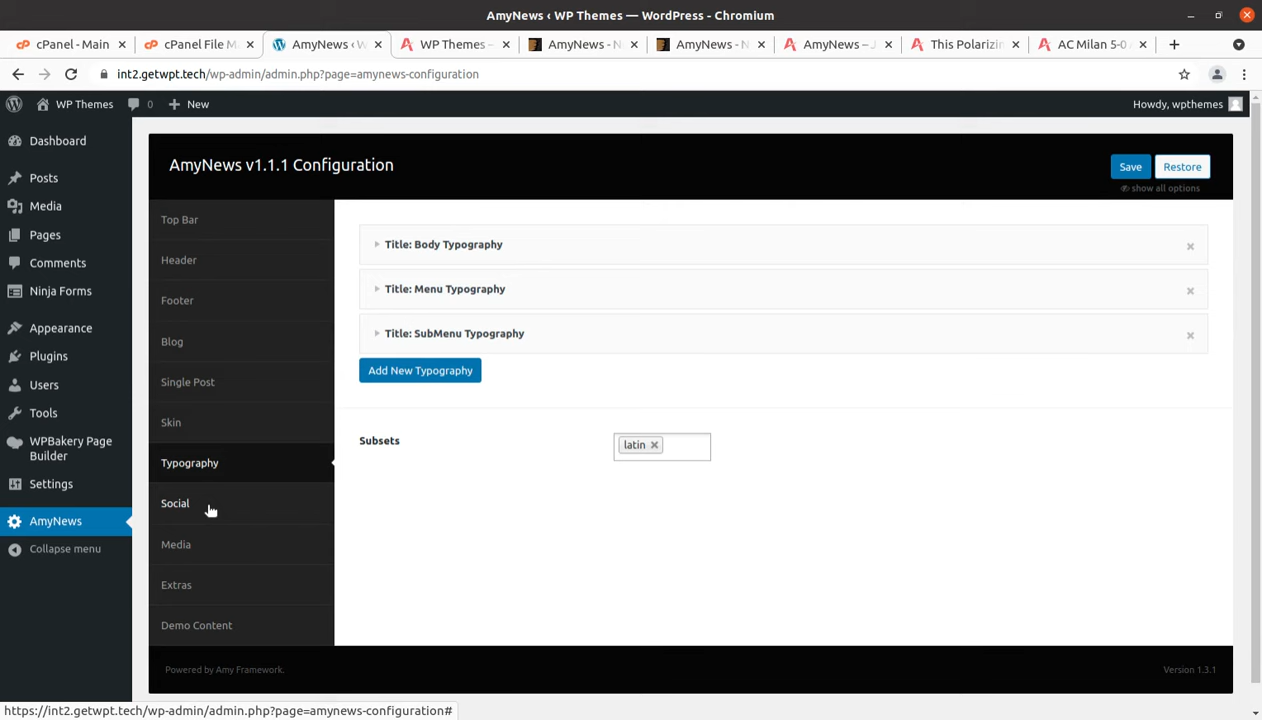 AmyNews ‹ WP Themes — WordPress - Chromium
cPanel - Main
cPanel File M
AmyNews ‹ W
WP Themes –
AmyNews - N
AmyNews - N
AmyNews – J
This Polarizin
AC Milan 5-0
int2.getwpt.tech/wp-admin/admin.php?page=amynews-configuration
WP Themes
0
New
Howdy, wpthemes
Dashboard
Posts
Media
Pages
Comments
Ninja Forms
Appearance
Plugins
Users
Tools
WPBakery Page
Builder
Settings
AmyNews
Collapse menu
AmyNews v1.1.1 Configuration
Save
Restore
show all options
Top Bar
Header
Footer
Blog
Single Post
Skin
Typography
Social
Media
Extras
Demo Content
Title: Body Typography
Title: Menu Typography
Title: SubMenu Typography
Add New Typography
Subsets
latin
Powered by Amy Framework.
Version 1.3.1
https://int2.getwpt.tech/wp-admin/admin.php?page=amynews-configuration#